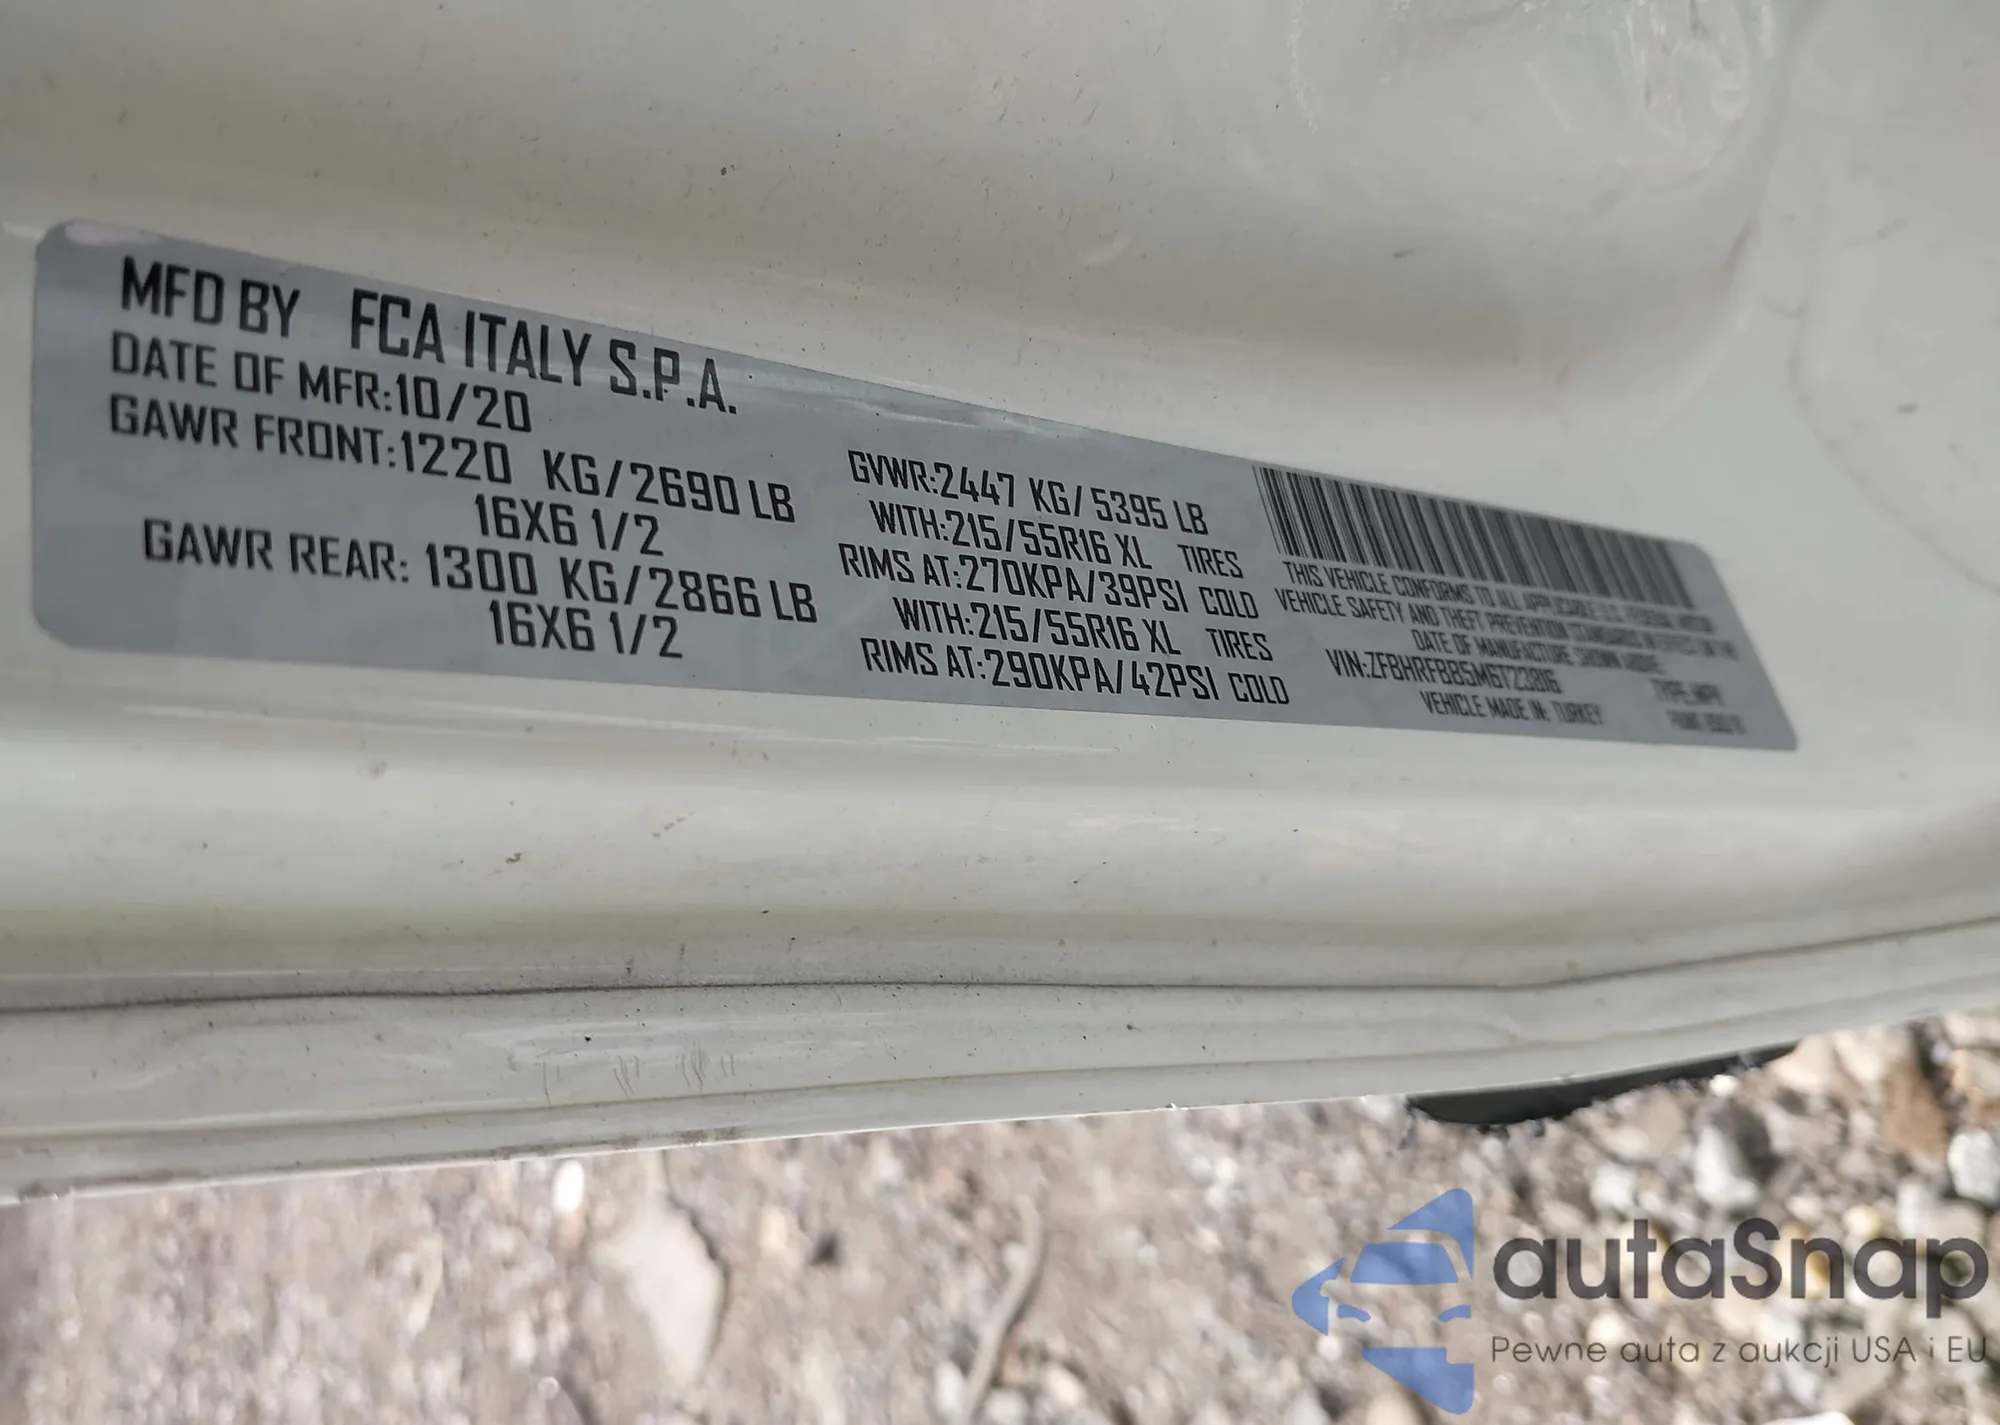 MFD BY FCA ITALY S.P.A.
DATE OF MFR:10/20
GAWR FRONT:1220 KG/2690 LB
16X6 1/2
GAWR REAR: 1300 KG/2866 LB
16X6 1/2
GVWR:2447 KG/5395 LB
WITH:215/55R16 XL TIRES
RIMS AT:270KPA/39PSI COLD
WITH:215/55R16 XL TIRES
RIMS AT:290KPA/42PSI COLD
THIS VEHICLE CONFORMS TO ALL APPLICABLE U.S. FEDERAL MOTOR
VEHICLE SAFETY AND THEFT PREVENTION STANDARDS IN EFFECT ON THE
DATE OF MANUFACTURE SHOWN ABOVE.
VIN:ZFBHRFBB5M6T23816 TYPE:MPV
VEHICLE MADE IN: TURKEY
autaSnap
Pewne auta z aukcji USA i EU